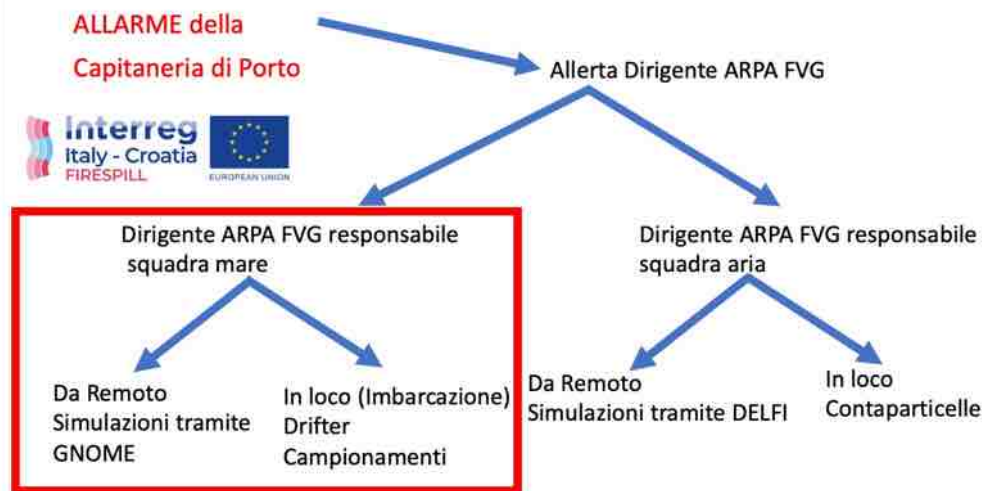 ALLARME della
Capitaneria di Porto
Allerta Dirigente ARPA FVG
Interreg
Italy - Croatia
FIRESPILL
EUROPEAN UNION
Dirigente ARPA FVG responsabile
squadra mare
Dirigente ARPA FVG responsabile
squadra aria
Da Remoto
Simulazioni tramite
GNOME
In loco (Imbarcazione)
Drifter
Campionamenti
Da Remoto
Simulazioni tramite DELFI
In loco
Contaparticelle